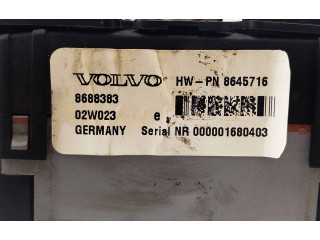 VOLVO HW-PN 8645716
8688383
02W023 e
GERMANY Serial NR 000001680403